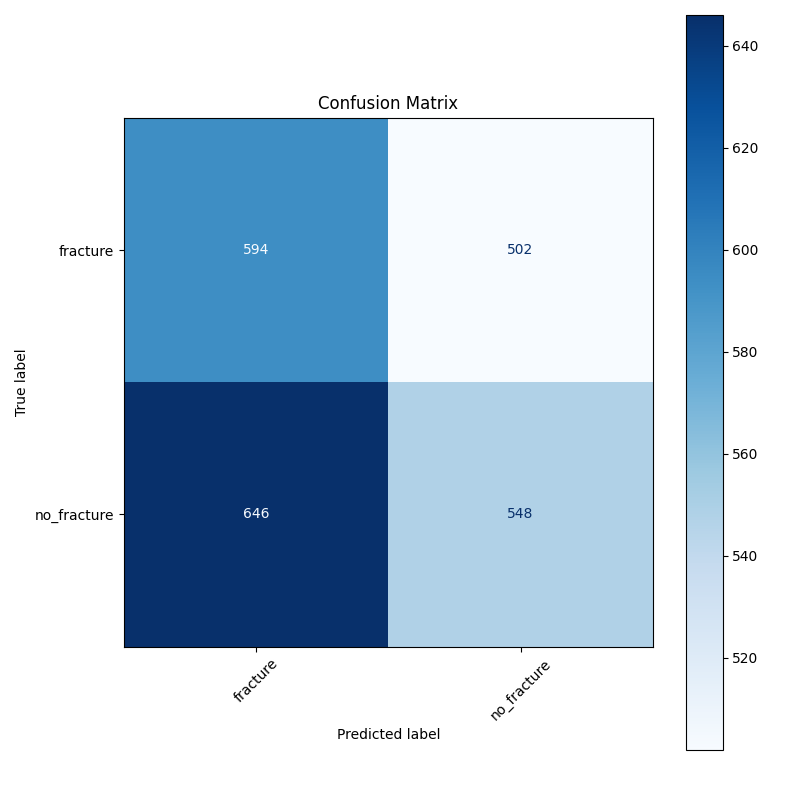 Confusion Matrix
True label
fracture
594
502
no_fracture
646
548
fracture
no_fracture
Predicted label
640
620
600
580
560
540
520